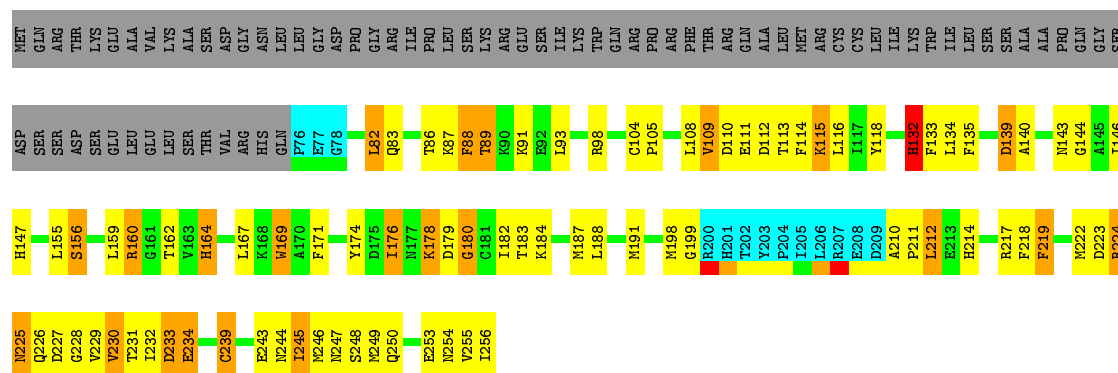 MET GLN ARG THR LYS GLU ALA VAL LYS ALA SER ASP GLY ASN LEU LEU GLY ASP PRO GLY ARG ILE PRO LEU SER LYS ARG GLU SER ILE LYS TRP GLN ARG PRO ARG PHE THR ARG GLN ALA LEU MET ARG CYS CYS LEU ILE LYS TRP ILE LEU SER SER ALA ALA PRO GLN GLY SER
ASP SER SER ASP SER GLU LEU GLU LEU SER THR VAL ARG HIS GLN P76 E77 G78 L82 Q83 T86 K87 F88 T89 K90 K91 E92 L93 R98 C104 P105 L108 V109 D110 E111 D112 T113 F114 K115 L116 I117 Y118 H132 F133 L134 F135 D139 A140 N143 G144 A145 I146
H147 L155 S156 L159 R160 G161 T162 V163 H164 L167 K168 W169 A170 F171 Y174 D175 I176 N177 K178 D179 G180 C181 I182 T183 K184 M187 L188 M191 M198 G199 R200 H201 T202 Y203 P204 I205 L206 R207 E208 D209 A210 P211 L212 E213 H214 R217 F218 F219 M222 D223
N225 Q226 D227 G228 V229 V230 T231 I232 D233 E234 C239 E243 N244 I245 M246 N247 S248 M249 Q250 E253 N254 V255 I256